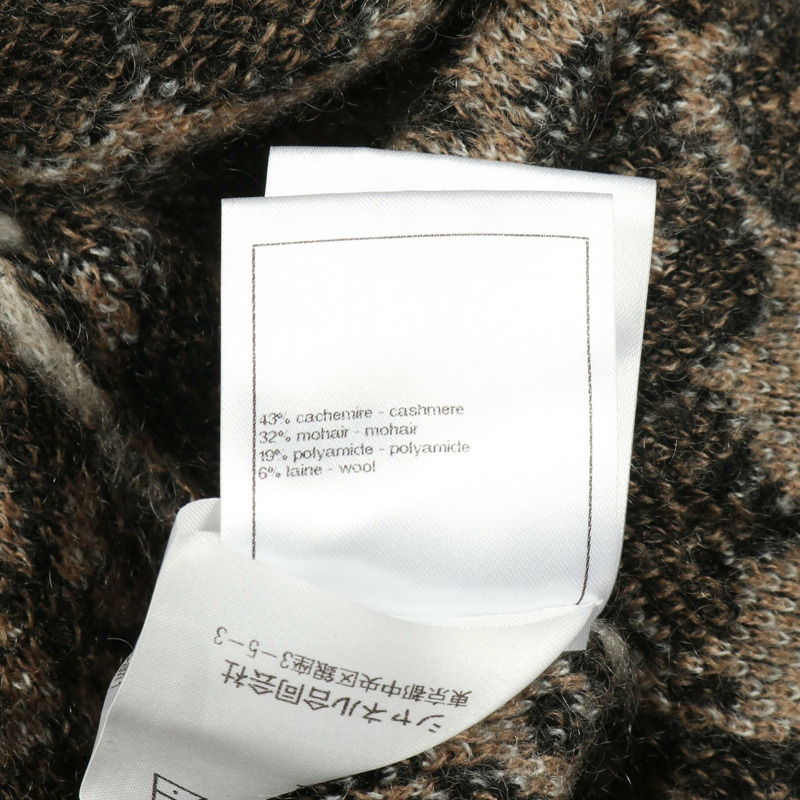 43% cachemire - cashmere
32% mohair - mohair
19% polyamide - polyamide
6% laine - wool
シャネル合同会社
東京都中央区銀座3-5-3